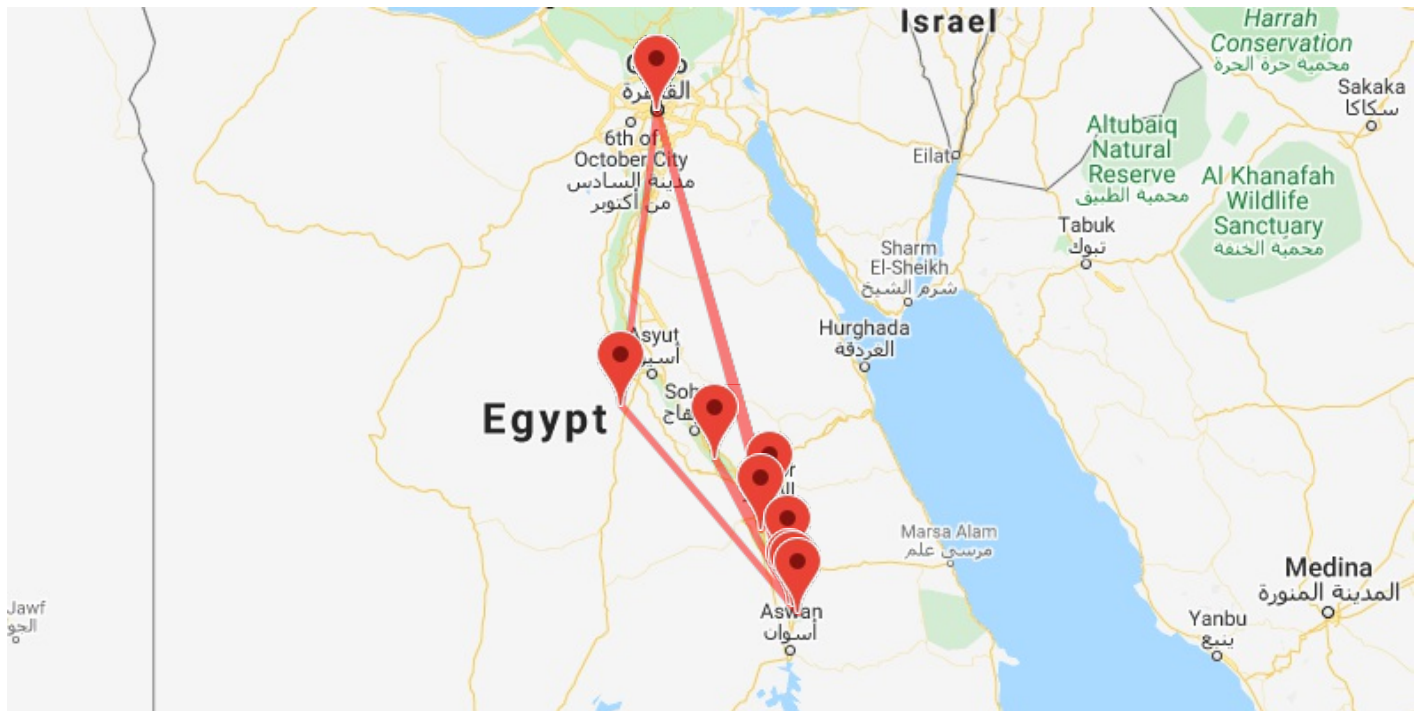 Israel
Harrah
Conservation
محمية حرة الحرة
Sakaka
سكاكا
6th of
October City
مدينة السادس
من أكتوبر
Eilat
Altubaiq
Natural
Reserve
محمية الطبيق
Al Khanafah
Wildlife
Sanctuary
محمية الخنفة
Tabuk
تبوك
Sharm
El-Sheikh
شرم الشيخ
Hurghada
الغردقة
Asyut
Egypt
Marsa Alam
مرسى علم
Medina
المدينة المنورة
Yanbu
ينبع
Aswan
أسوان
Jawf